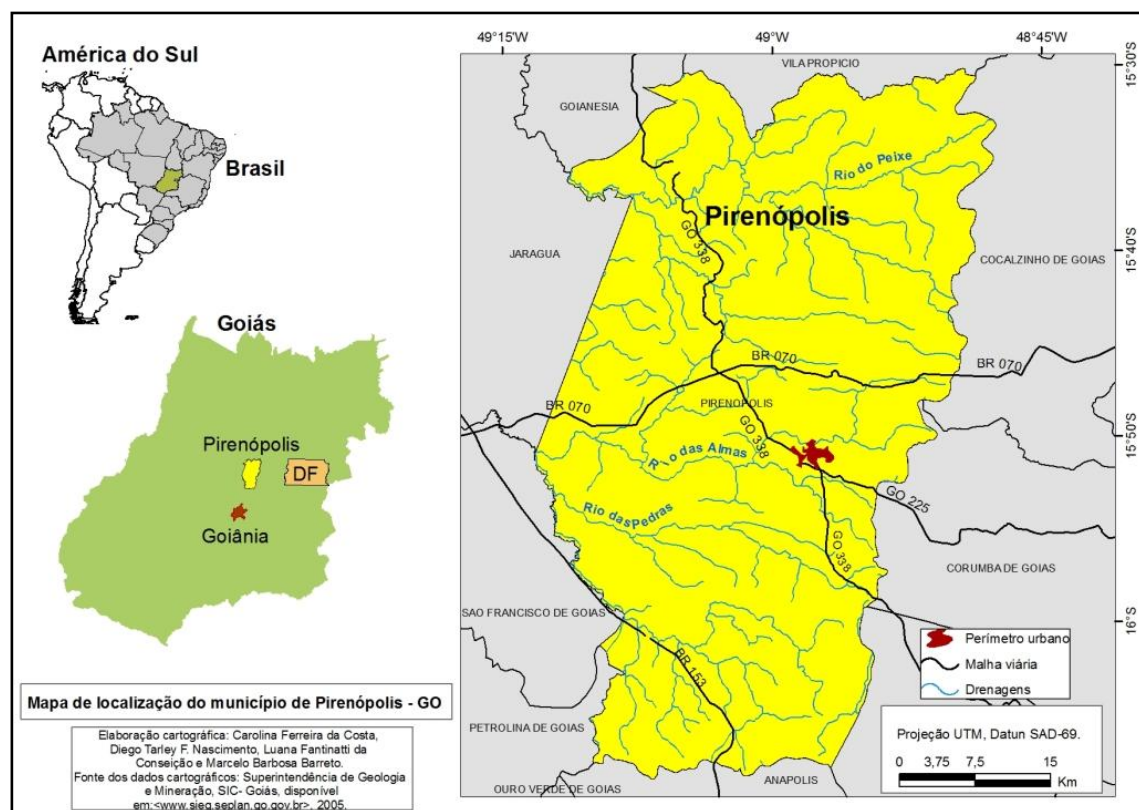 América do Sul
Brasil
Goiás
Pirenópolis
DF
Goiânia
Mapa de localização do município de Pirenópolis - GO
Elaboração cartográfica: Carolina Ferreira da Costa,
Diego Tarley F. Nascimento, Luana Fantinatti da
Conseição e Marcelo Barbosa Barreto.
Fonte dos dados cartográficos: Superintendência de Geologia
e Mineração, SIC- Goiás, disponível
em:<www.sieg.seplan.go.gov.br>, 2005.
49°15'W
49°W
48°45'W
15°30'S
15°40'S
15°50'S
16°S
VILA PROPICIO
GOIANESIA
Rio do Peixe
Pirenópolis
GO 338
JARAGUA
COCALZINHO DE GOIAS
BR 070
BR 070
BR 070
PIRENOPOLIS
GO 338
Rio das Almas
GO 225
Rio das Pedras
GO 338
CORUMBA DE GOIAS
SAO FRANCISCO DE GOIAS
BR 153
PETROLINA DE GOIAS
OURO VERDE DE GOIAS
ANAPOLIS
Perímetro urbano
Malha viária
Drenagens
Projeção UTM, Datun SAD-69.
0 3,75 7,5 15
Km